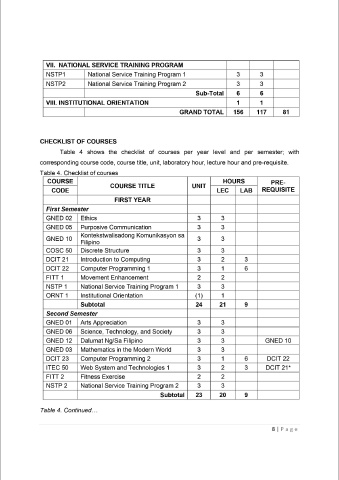 VII. NATIONAL SERVICE TRAINING PROGRAM
NSTP1 National Service Training Program 1 3 3
NSTP2 National Service Training Program 2 3 3
Sub-Total 6 6
VIII. INSTITUTIONAL ORIENTATION 1 1
GRAND TOTAL 156 117 81
CHECKLIST OF COURSES
Table 4 shows the checklist of courses per year level and per semester; with
corresponding course code, course title, unit, laboratory hour, lecture hour and pre-requisite.
Table 4. Checklist of courses
COURSE CODE COURSE TITLE UNIT HOURS LEC LAB PRE-REQUISITE
FIRST YEAR
First Semester
GNED 02 Ethics 3 3
GNED 05 Purposive Communication 3 3
GNED 10 Kontekstwalisadong Komunikasyon sa
Filipino 3 3
COSC 50 Discrete Structure 3 3
DCIT 21 Introduction to Computing 3 2 3
DCIT 22 Computer Programming 1 3 1 6
FITT 1 Movement Enhancement 2 2
NSTP 1 National Service Training Program 1 3 3
ORNT 1 Institutional Orientation (1) 1
Subtotal 24 21 9
Second Semester
GNED 01 Arts Appreciation 3 3
GNED 06 Science, Technology, and Society 3 3
GNED 12 Dalumat Ng/Sa Filipino 3 3 GNED 10
GNED 03 Mathematics in the Modern World 3 3
DCIT 23 Computer Programming 2 3 1 6 DCIT 22
ITEC 50 Web System and Technologies 1 3 2 3 DCIT 21*
FITT 2 Fitness Exercise 2 2
NSTP 2 National Service Training Program 2 3 3
Subtotal 23 20 9
Table 4. Continued…
8 | Page